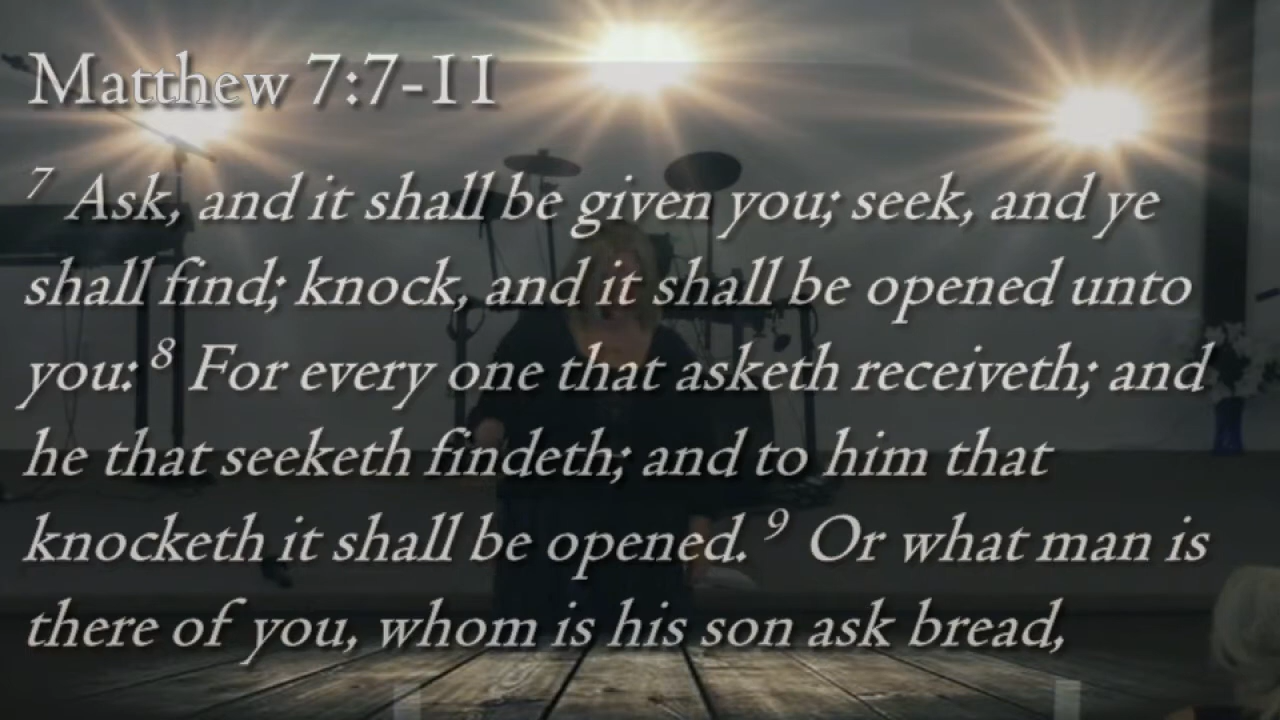 Matthew 7:7-11
⁷ Ask, and it shall be given you; seek, and ye
shall find; knock, and it shall be opened unto
you: ⁸ For every one that asketh receiveth; and
he that seeketh findeth; and to him that
knocketh it shall be opened. ⁹ Or what man is
there of you, whom is his son ask bread,